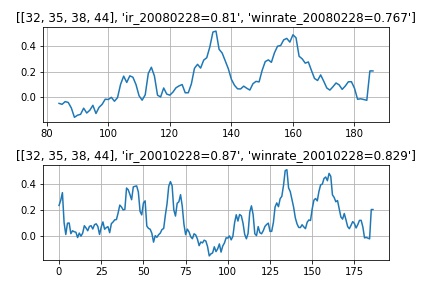 [[32, 35, 38, 44], 'ir_20080228=0.81', 'winrate_20080228=0.767']
0.4
0.2
0.0
80 100 120 140 160 180
[[32, 35, 38, 44], 'ir_20010228=0.87', 'winrate_20010228=0.829']
0.4
0.2
0.0
0 25 50 75 100 125 150 175